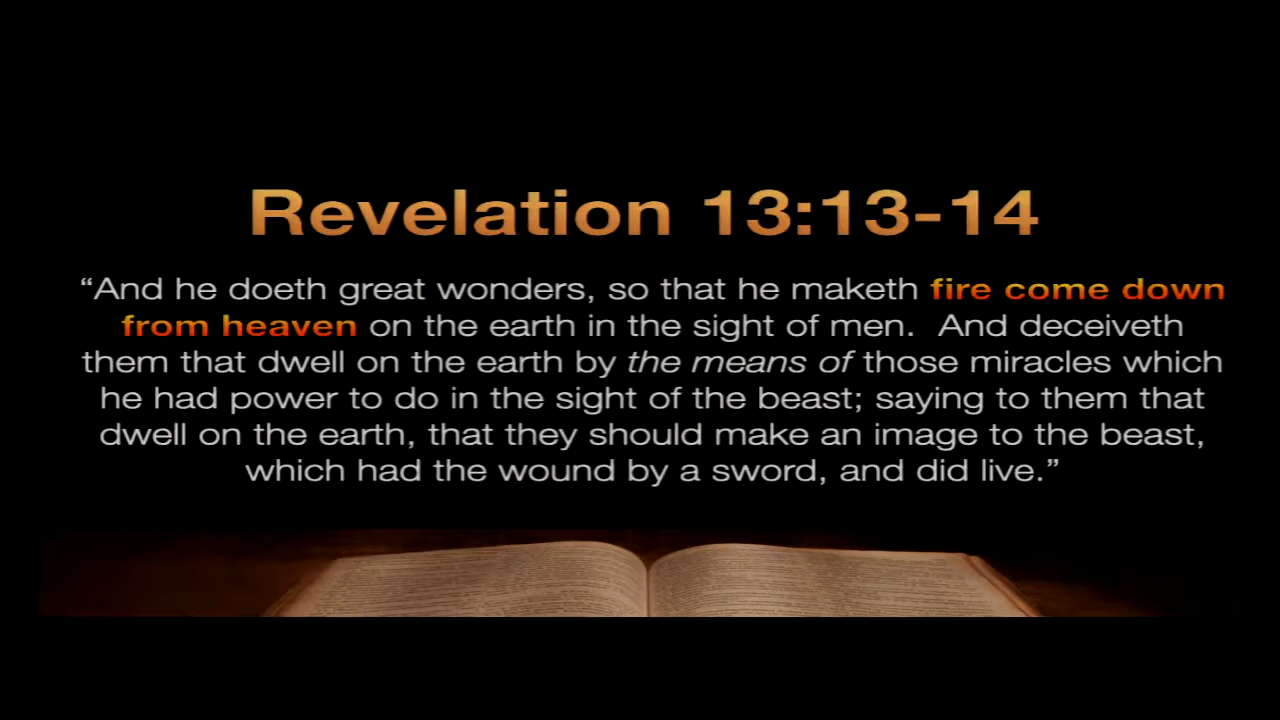 Revelation 13:13-14
“And he doeth great wonders, so that he maketh fire come down
from heaven on the earth in the sight of men.  And deceiveth
them that dwell on the earth by the means of those miracles which
he had power to do in the sight of the beast; saying to them that
dwell on the earth, that they should make an image to the beast,
which had the wound by a sword, and did live.”